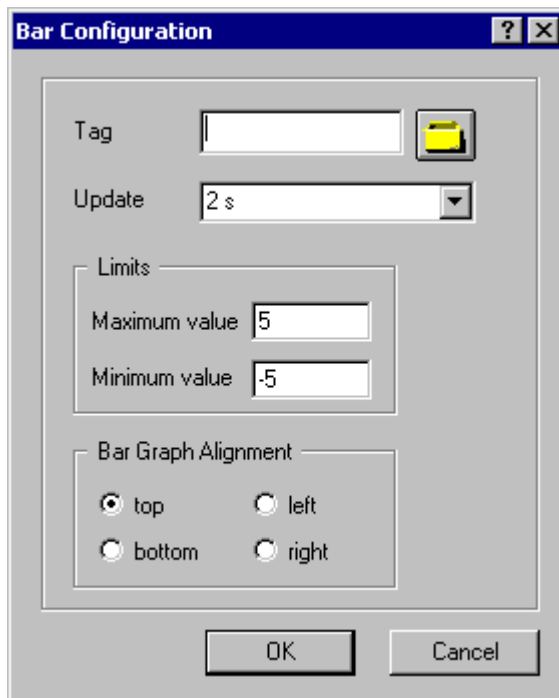 Bar Configuration
Tag
Update 2 s
Limits
Maximum value 5
Minimum value -5
Bar Graph Alignment
top left
bottom right
OK Cancel